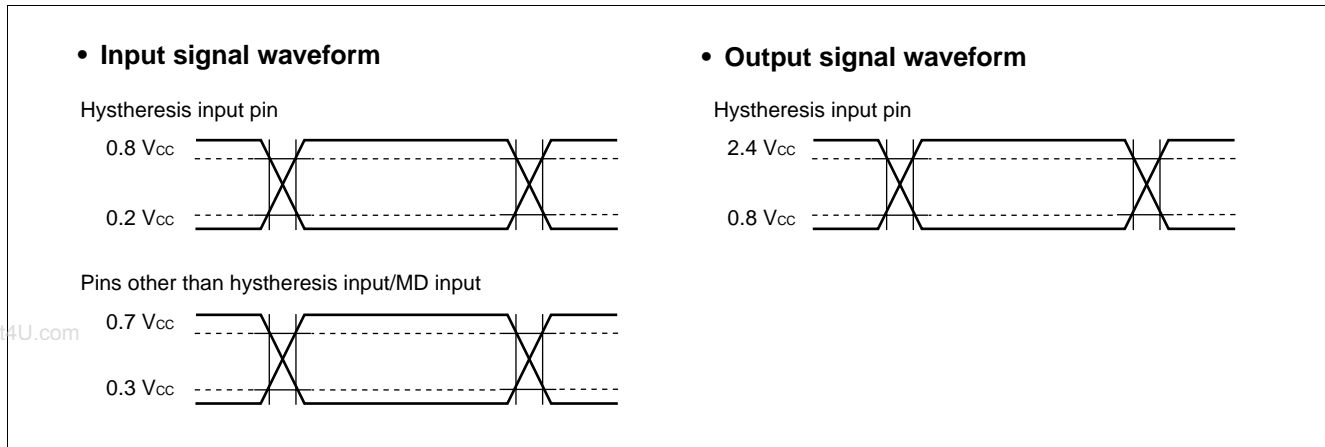 • Input signal waveform
Hystheresis input pin
0.8 Vcc
0.2 Vcc
Pins other than hystheresis input/MD input
0.7 Vcc
0.3 Vcc
• Output signal waveform
Hystheresis input pin
2.4 Vcc
0.8 Vcc
t4U.com